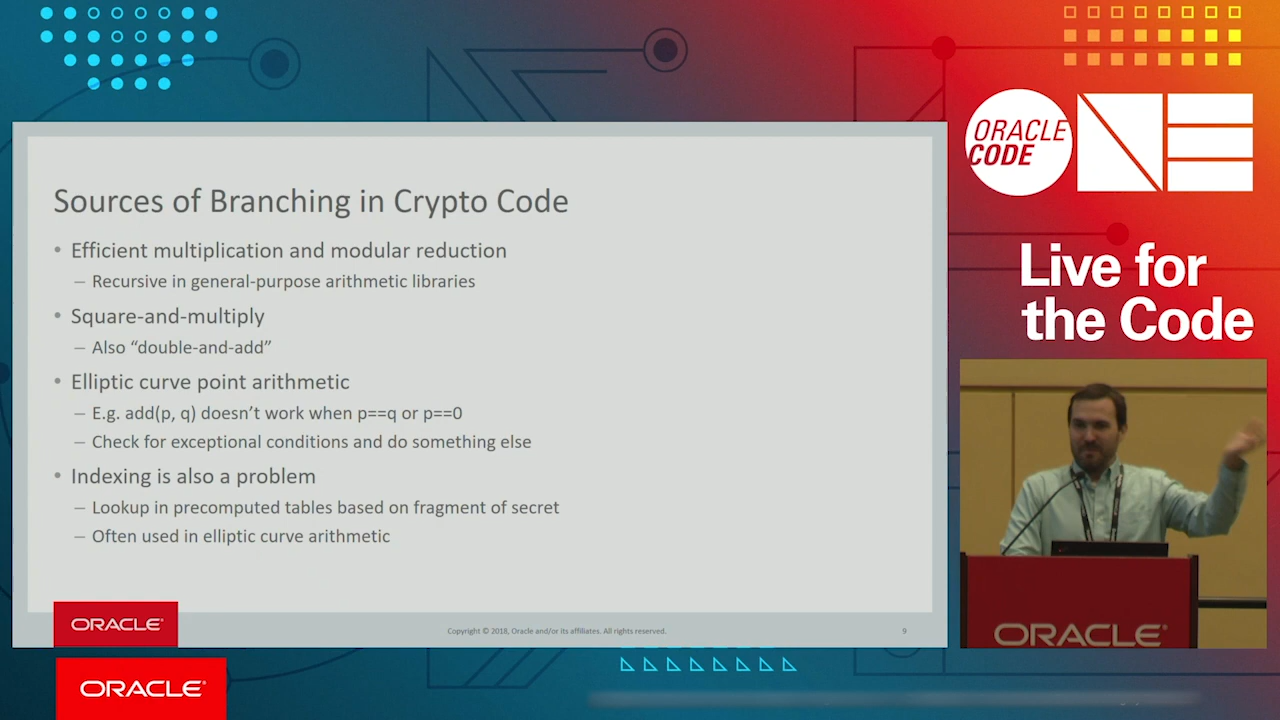 ORACLE
CODE
ONE
Live for
the Code
Sources of Branching in Crypto Code
• Efficient multiplication and modular reduction
– Recursive in general-purpose arithmetic libraries
• Square-and-multiply
– Also “double-and-add”
• Elliptic curve point arithmetic
– E.g. add(p, q) doesn’t work when p==q or p==0
– Check for exceptional conditions and do something else
• Indexing is also a problem
– Lookup in precomputed tables based on fragment of secret
– Often used in elliptic curve arithmetic
ORACLE®
Copyright © 2018, Oracle and/or its affiliates. All rights reserved.
9
ORACLE®
ORACLE®